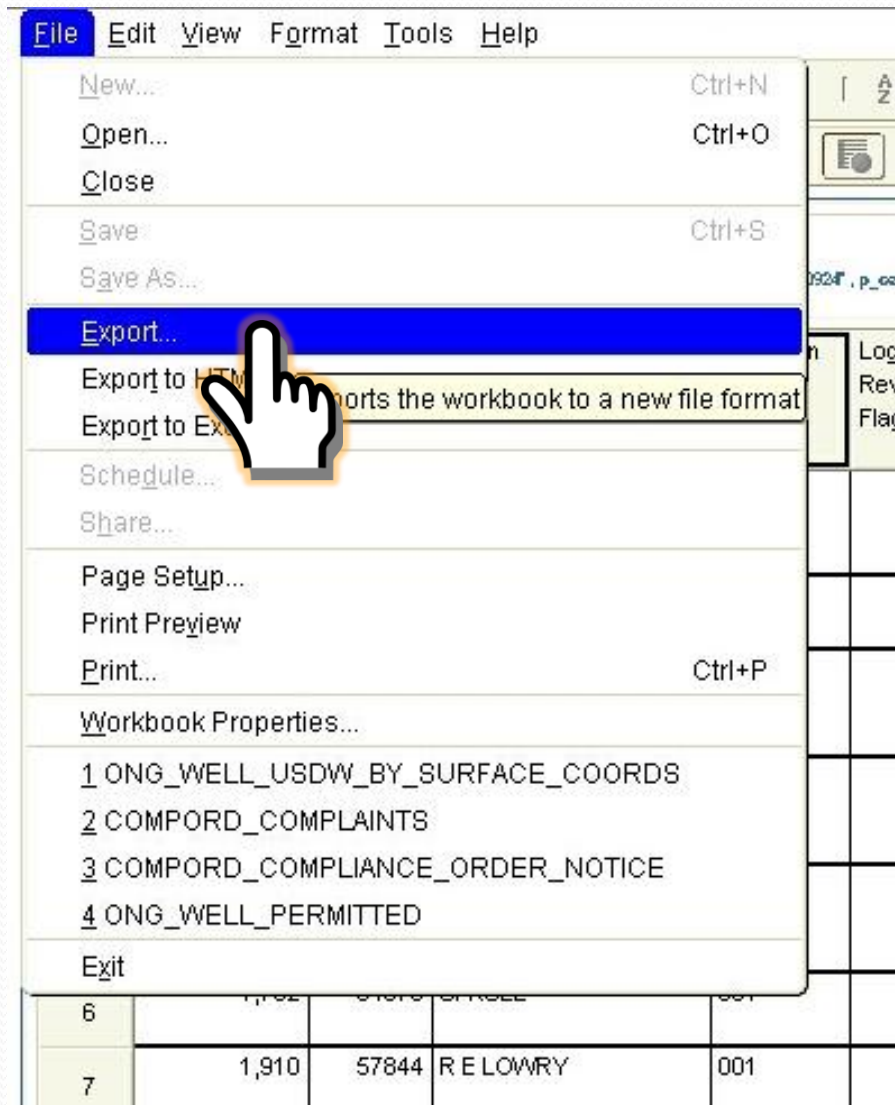 File Edit View Format Tools Help
New... Ctrl+N
Open... Ctrl+O
Close
Save Ctrl+S
Save As...
Export...
Export to
Export to
orts the workbook to a new file format
Schedule...
Share...
Page Setup...
Print Preview
Print... Ctrl+P
Workbook Properties...
1 ONG_WELL_USDW_BY_SURFACE_COORDS
2 COMPORD_COMPLAINTS
3 COMPORD_COMPLIANCE_ORDER_NOTICE
4 ONG_WELL_PERMITTED
Exit
A
Z
Log
Rev
Flag
6
7 1,910 57844 R E LOWRY 001